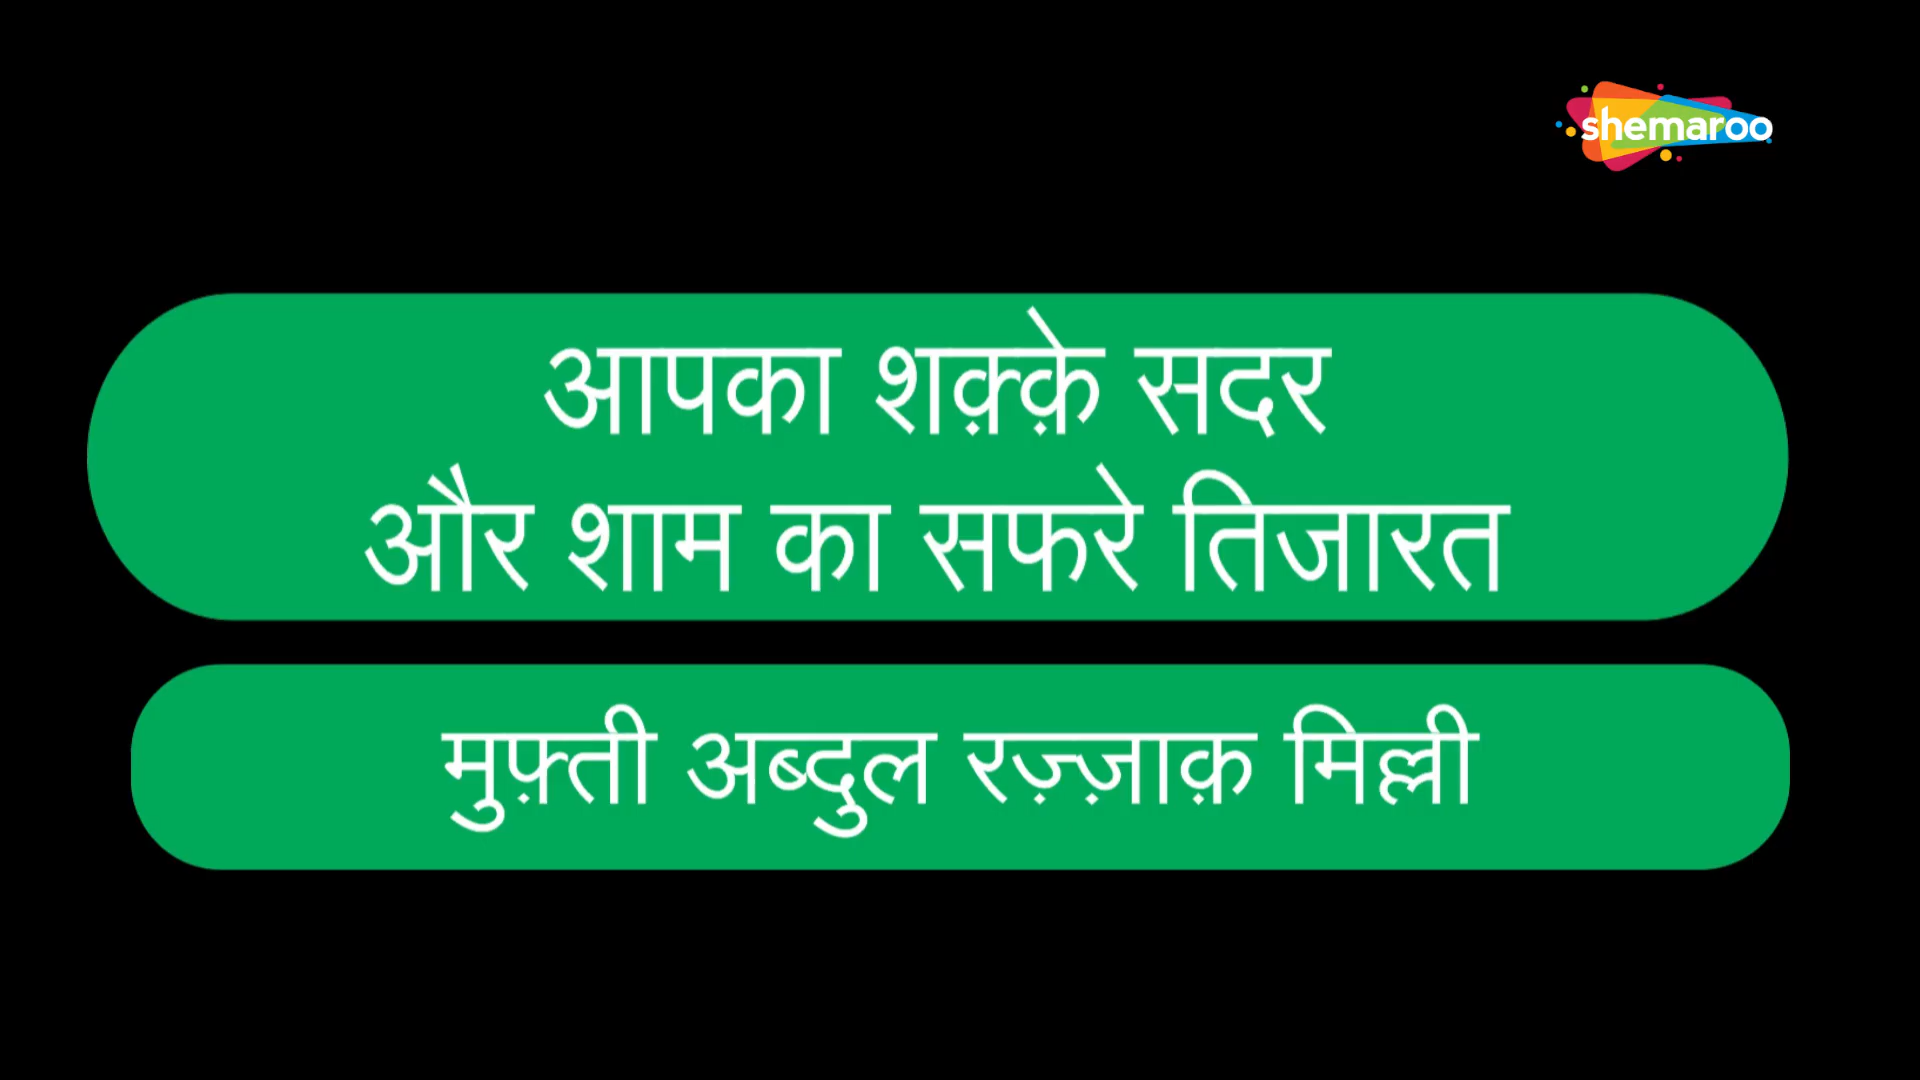 shemaroo
आपका शक़्क़े सदर
और शाम का सफरे तिजारत
मुफ़्ती अब्दुल रज़्ज़ाक़ मिल्ली